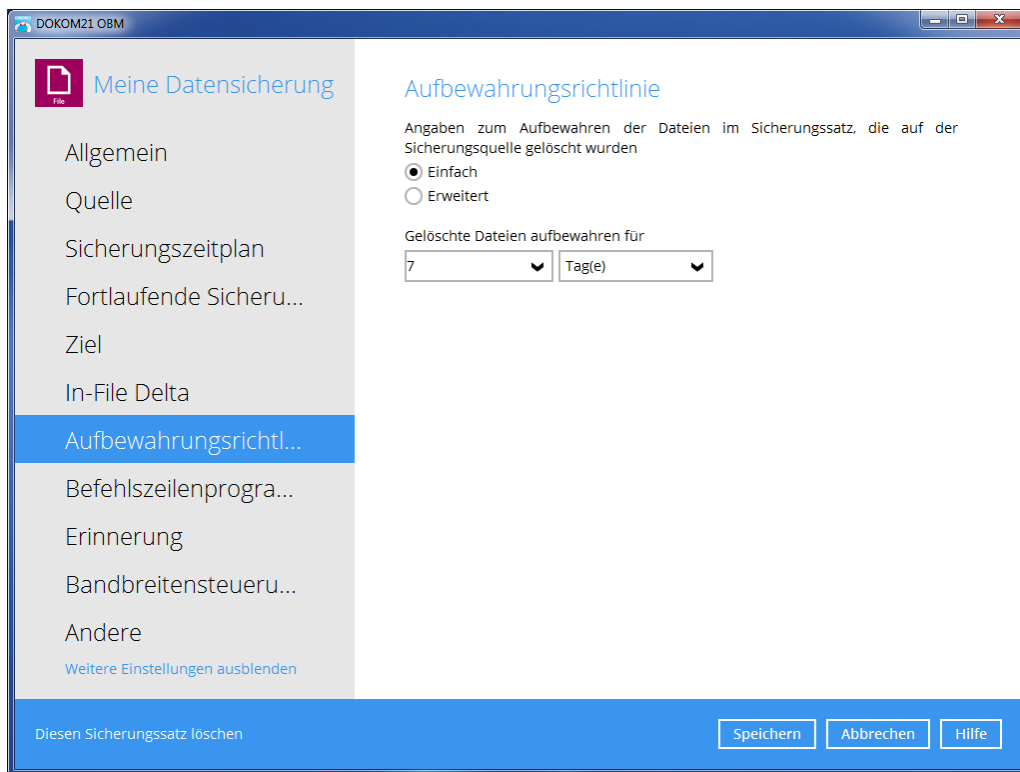 DOKOM21 OBM
File
Meine Datensicherung
Allgemein
Quelle
Sicherungszeitplan
Fortlaufende Sicheru...
Ziel
In-File Delta
Aufbewahrungsrichtl...
Befehlszeilenprogra...
Erinnerung
Bandbreitensteueru...
Andere
Weitere Einstellungen ausblenden
Aufbewahrungsrichtlinie
Angaben zum Aufbewahren der Dateien im Sicherungssatz, die auf der
Sicherungsquelle gelöscht wurden
Einfach
Erweitert
Gelöschte Dateien aufbewahren für
7 Tag(e)
Diesen Sicherungssatz löschen
Speichern Abbrechen Hilfe